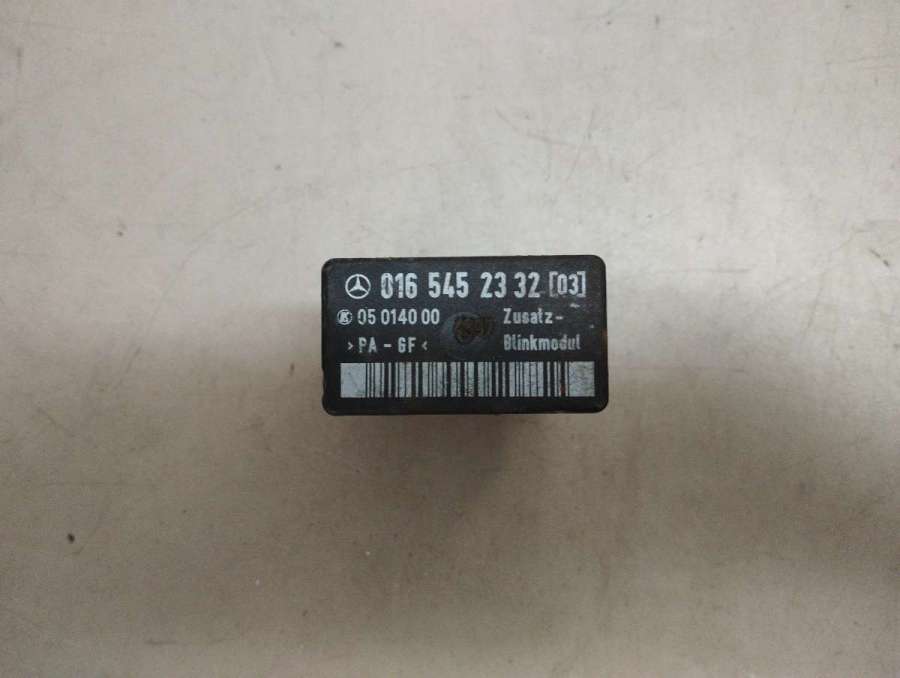 016 545 23 32 [03]
05 0140 00 Zusatz-
>PA-GF< Blinkmodul